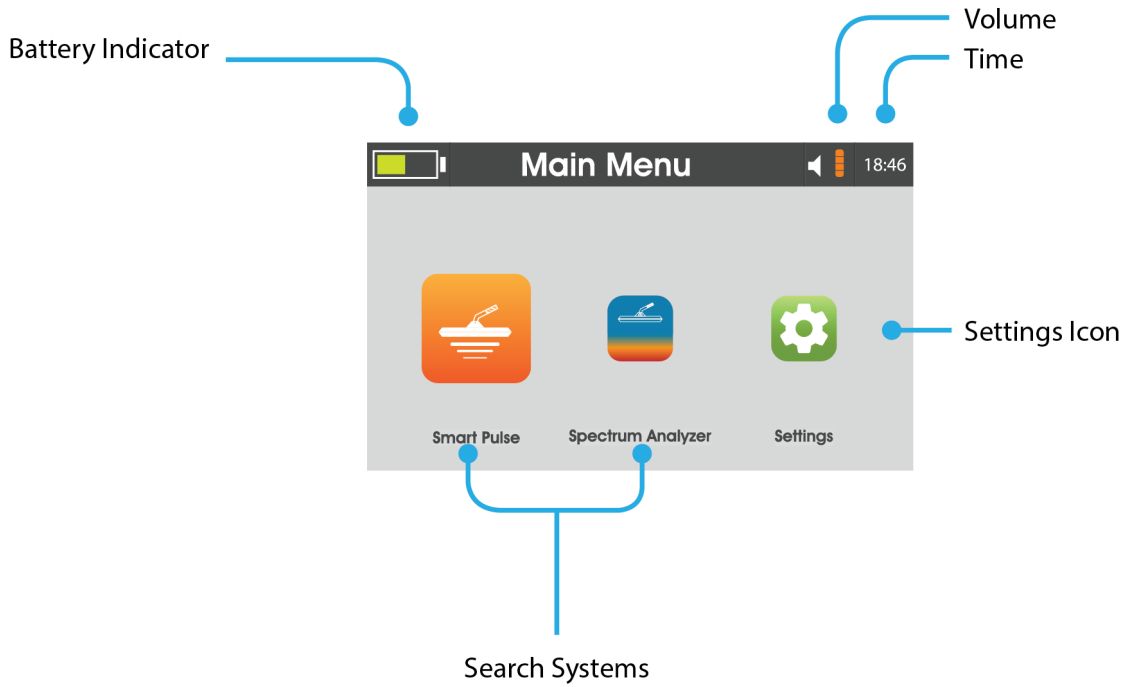 Volume
Battery Indicator
Time
Main Menu
18:46
Settings Icon
Smart Pulse
Spectrum Analyzer
Settings
Search Systems